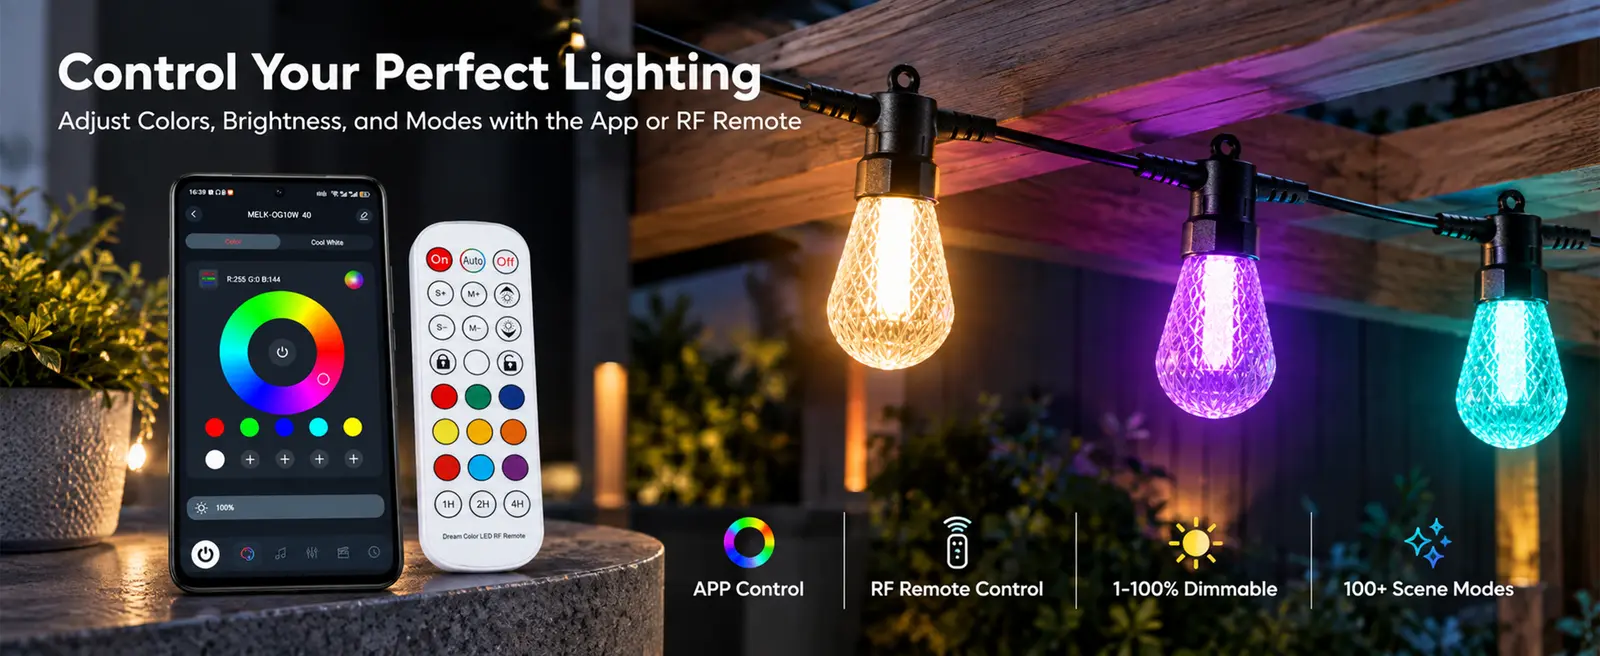 Control Your Perfect Lighting
Adjust Colors, Brightness, and Modes with the App or RF Remote
16:39
MELK-OG10W 40
Color
Cool White
R:255 G:0 B:144
100%
On Auto Off
S+ M+
S- M-
1H 2H 4H
Dream Color LED RF Remote
APP Control
RF Remote Control
1-100% Dimmable
100+ Scene Modes